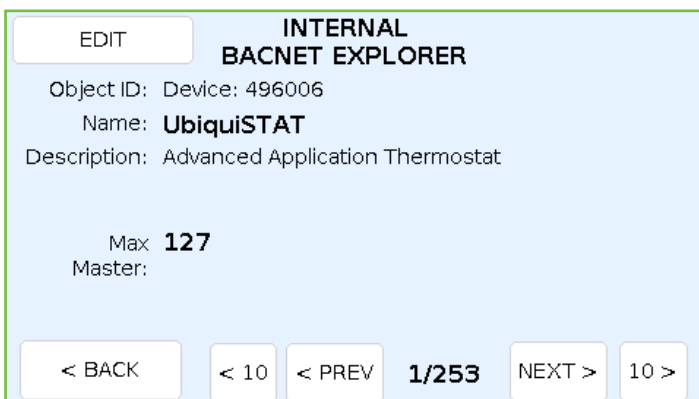 EDIT
INTERNAL
BACNET EXPLORER
Object ID: Device: 496006
Name: UbiquiSTAT
Description: Advanced Application Thermostat
Max 127
Master:
< BACK < 10 < PREV 1/253 NEXT > 10 >